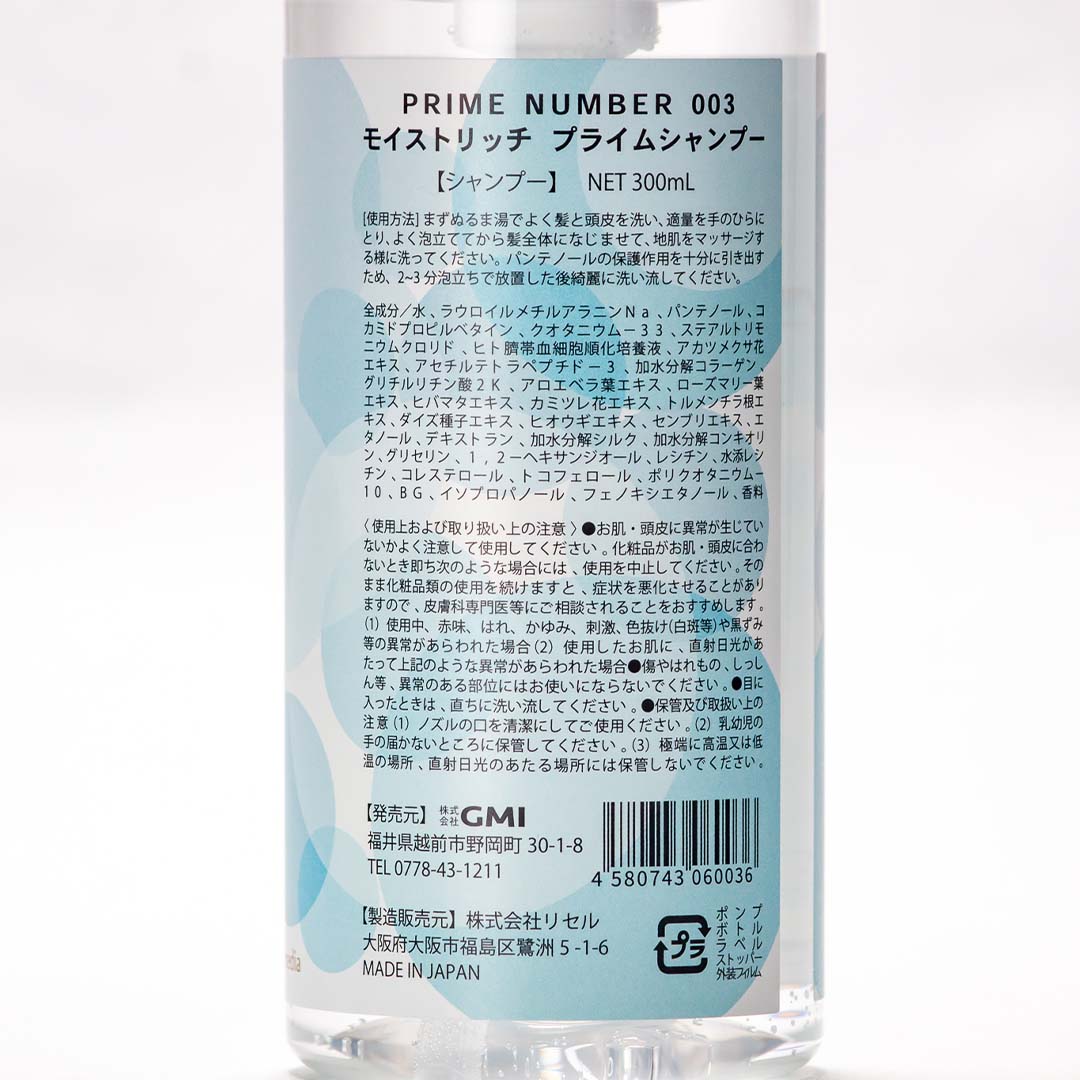 PRIME NUMBER 003
モイストリッチ プライムシャンプー
【シャンプー】 NET 300mL
[使用方法] まずぬるま湯でよく髪と頭皮を洗い、適量を手のひらに
とり、よく泡立ててから髪全体になじませて、地肌をマッサージす
る様に洗ってください。パンテノールの保護作用を十分に引き出す
ため、2~3分泡立ちで放置した後綺麗に洗い流してください。
全成分／水、ラウロイルメチルアラニンNa、パンテノール、コ
カミドプロピルベタイン、クオタニウム－33、ステアルトリモ
ニウムクロリド、ヒト臍帯血細胞順化培養液、アカツメクサ花
エキス、アセチルテトラペプチド－3、加水分解コラーゲン、
グリチルリチン酸2K、アロエベラ葉エキス、ローズマリー葉
エキス、ヒバマタエキス、カミツレ花エキス、トルメンチラ根エ
キス、ダイズ種子エキス、ヒオウギエキス、センブリエキス、エ
タノール、デキストラン、加水分解シルク、加水分解コンキオリ
ン、グリセリン、1,2－ヘキサンジオール、レシチン、水添レシ
チン、コレステロール、トコフェロール、ポリクオタニウム－
10、BG、イソプロパノール、フェノキシエタノール、香料
〈使用上および取り扱い上の注意〉●お肌・頭皮に異常が生じてい
ないかよく注意して使用してください。化粧品がお肌・頭皮に合わ
ないとき即ち次のような場合には、使用を中止してください。その
まま化粧品類の使用を続けますと、症状を悪化させることがあり
ますので、皮膚科専門医等にご相談されることをおすすめします。
(1) 使用中、赤味、はれ、かゆみ、刺激、色抜け(白斑等)や黒ずみ
等の異常があらわれた場合(2) 使用したお肌に、直射日光があ
たって上記のような異常があらわれた場合●傷やはれもの、しっし
ん等、異常のある部位にはお使いにならないでください。●目に
入ったときは、直ちに洗い流してください。●保管及び取扱い上の
注意(1) ノズルの口を清潔にしてご使用ください。(2) 乳幼児の
手の届かないところに保管してください。(3) 極端に高温又は低
温の場所、直射日光のあたる場所には保管しないでください。
【発売元】株式会社GMI
福井県越前市野岡町 30-1-8
TEL 0778-43-1211
4 580743 060036
【製造販売元】株式会社リセル
大阪府大阪市福島区鷺洲 5-1-6
MADE IN JAPAN
プラ
ポンプ
ボトル
ラベル
ストッパー
外装フィルム